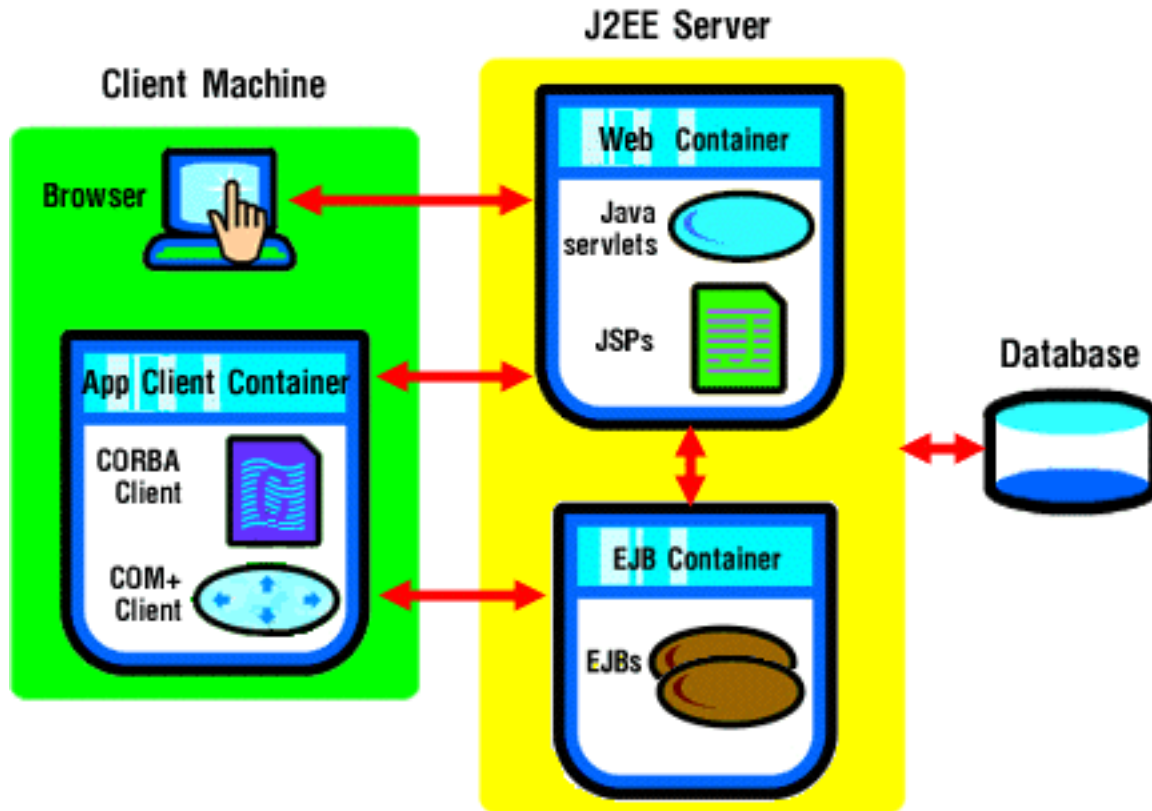 J2EE Server
Client Machine
Web Container
Browser
Java
servlets
JSPs
Database
App Client Container
CORBA
Client
COM+
Client
EJB Container
EJBs